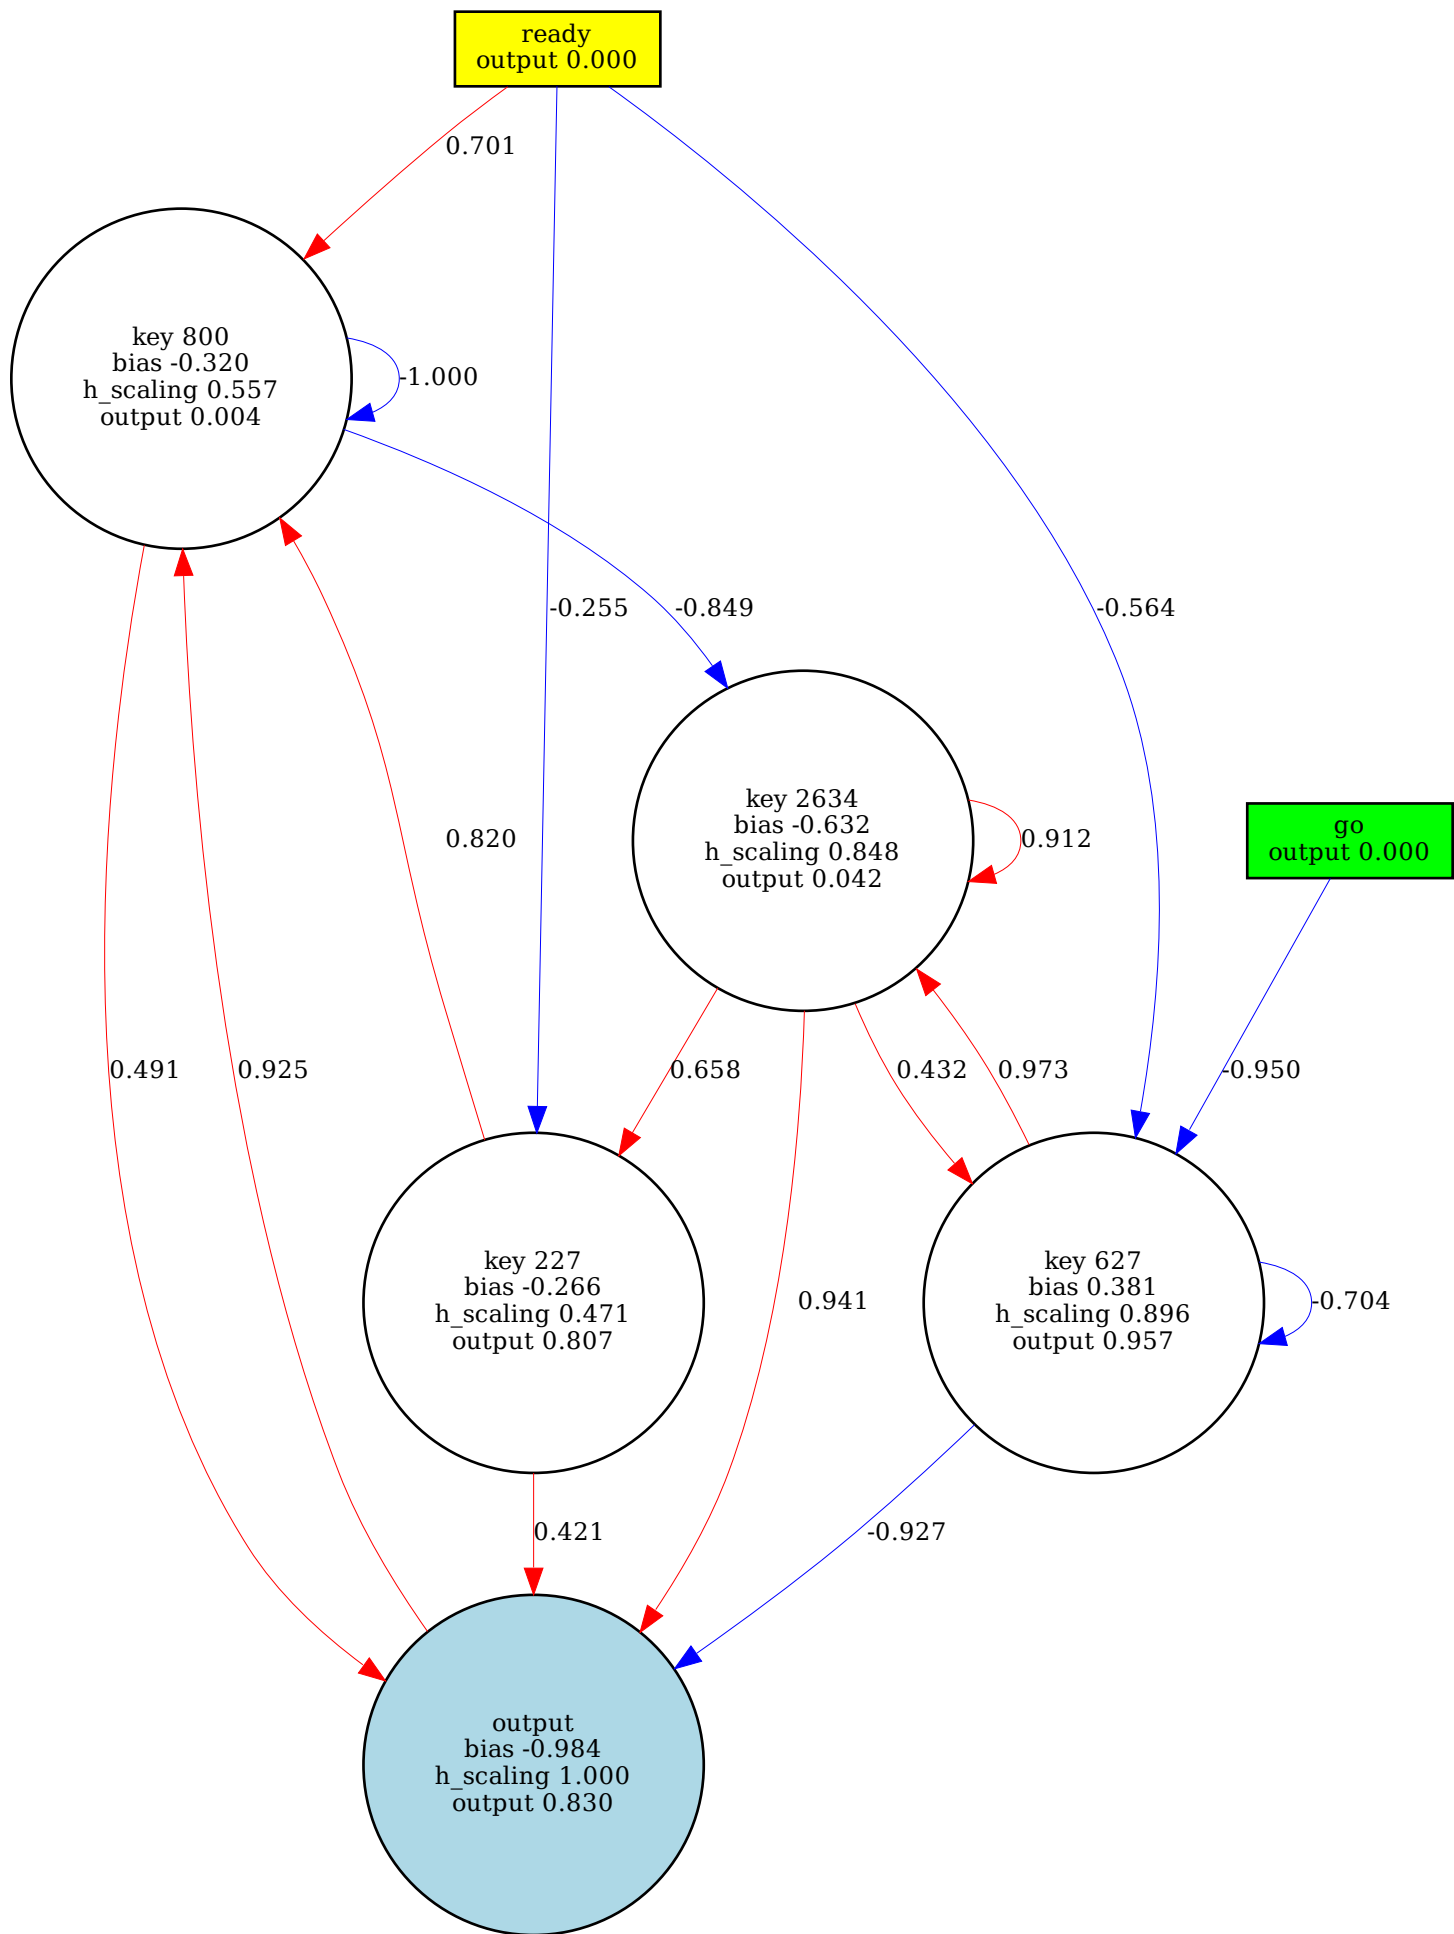 ready
output 0.000
0.701
key 800
bias -0.320
h_scaling 0.557
output 0.004
-1.000
-0.255
-0.849
-0.564
key 2634
bias -0.632
h_scaling 0.848
output 0.042
0.912
0.820
go
output 0.000
0.491
0.925
0.658
0.432
0.973
-0.950
key 227
bias -0.266
h_scaling 0.471
output 0.807
0.941
key 627
bias 0.381
h_scaling 0.896
output 0.957
-0.704
0.421
-0.927
output
bias -0.984
h_scaling 1.000
output 0.830